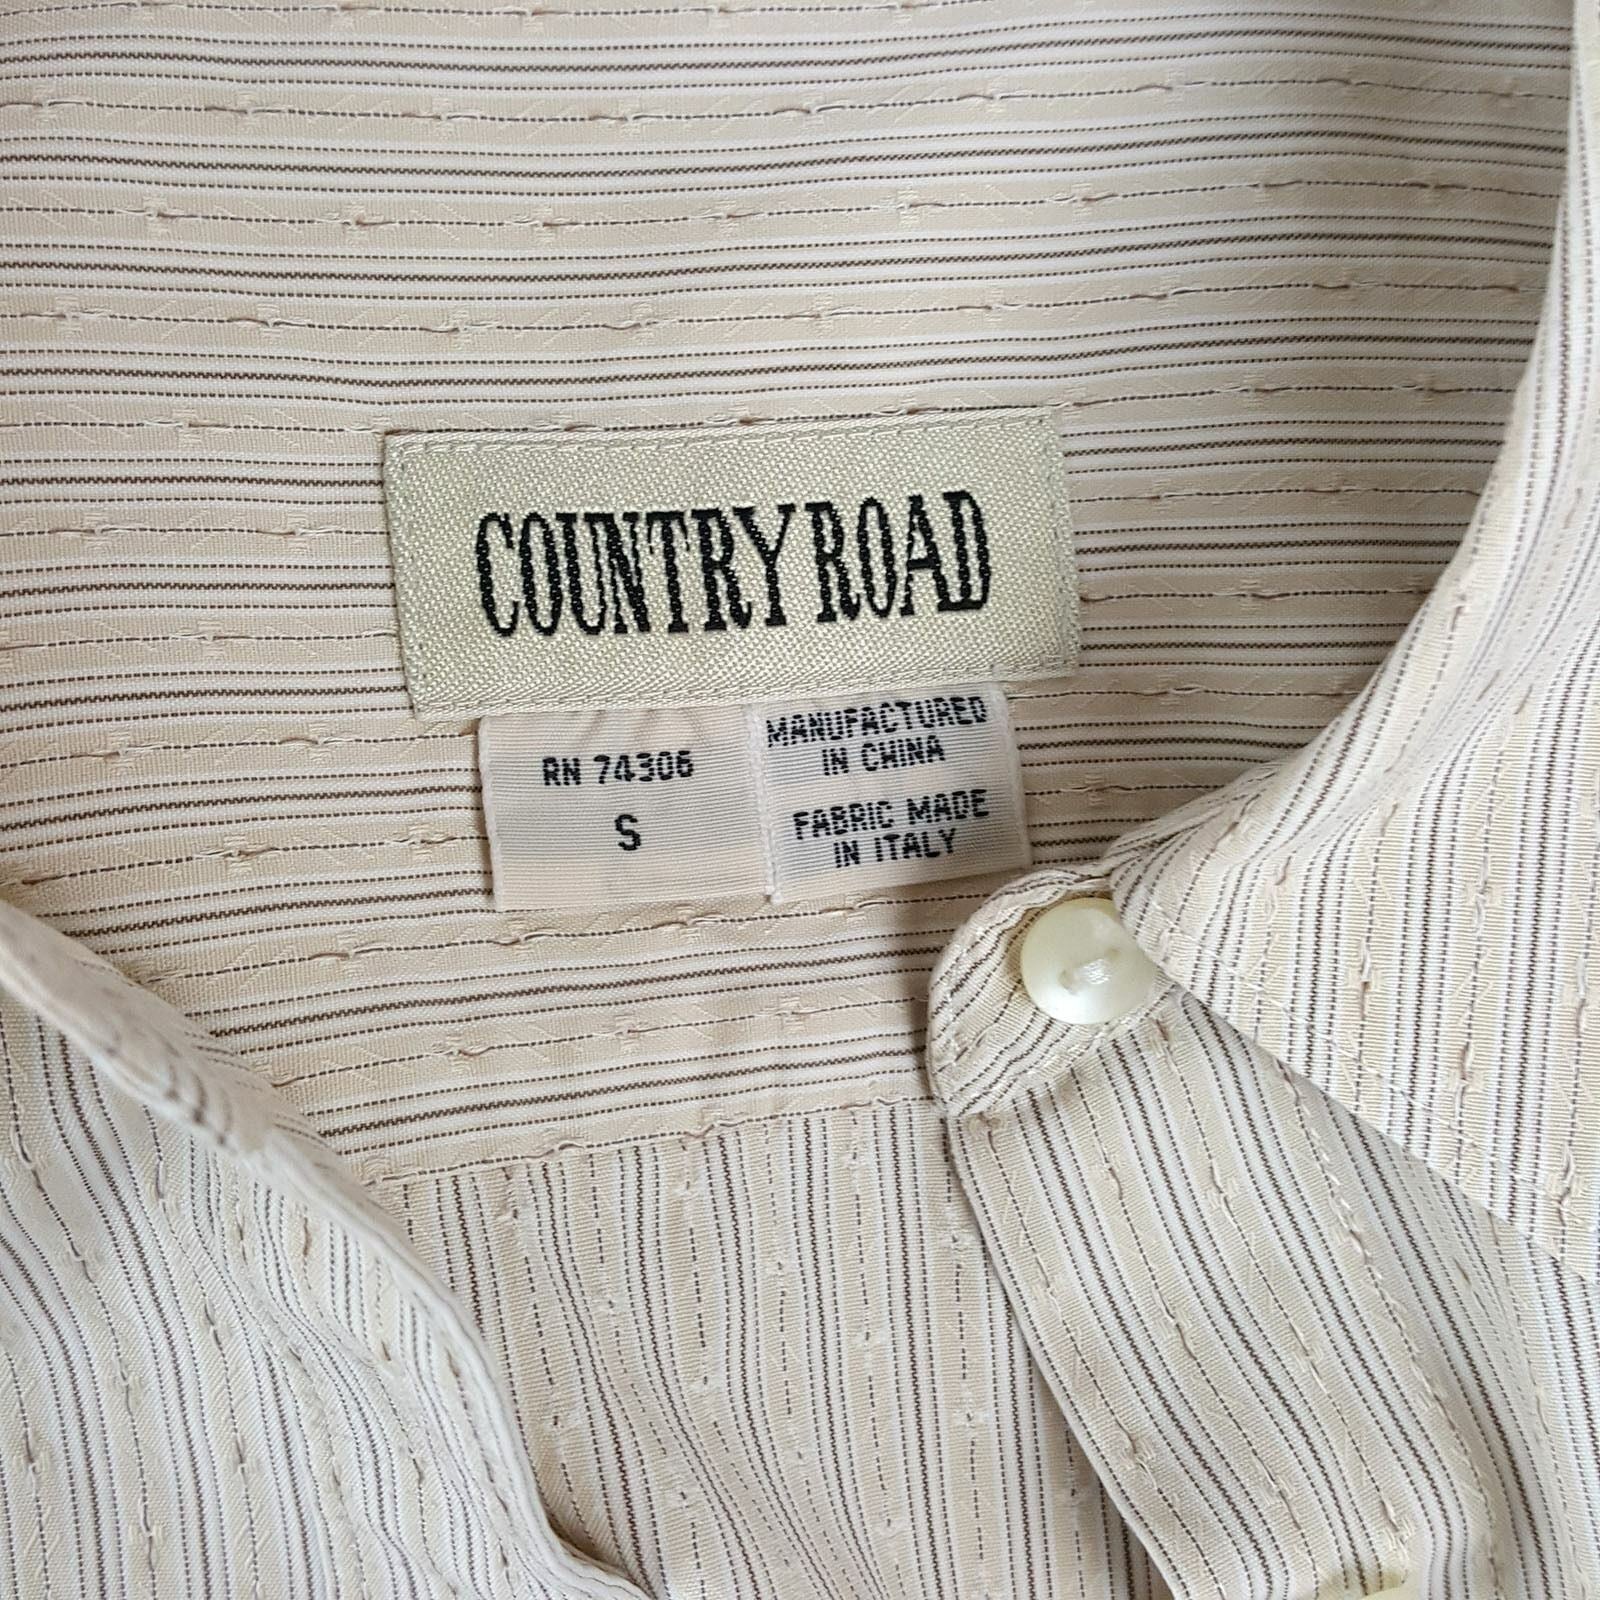 COUNTRY ROAD
RN 74306
S
MANUFACTURED
IN CHINA
FABRIC MADE
IN ITALY